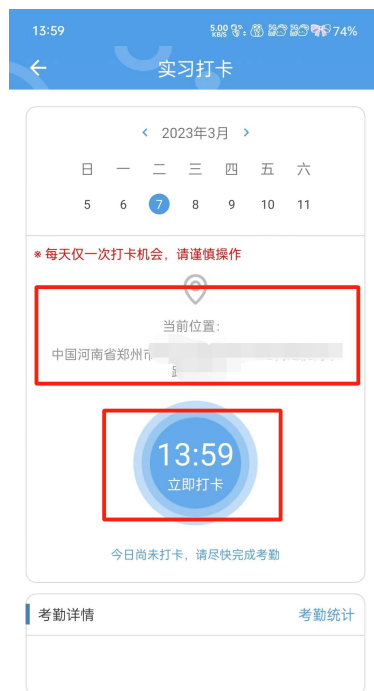 13:59
5.00 KB/S
74%
实习打卡
2023年3月
日 一 二 三 四 五 六
5 6 7 8 9 10 11
* 每天仅一次打卡机会，请谨慎操作
当前位置：
中国河南省郑州市
13:59
立即打卡
今日尚未打卡，请尽快完成考勤
考勤详情
考勤统计